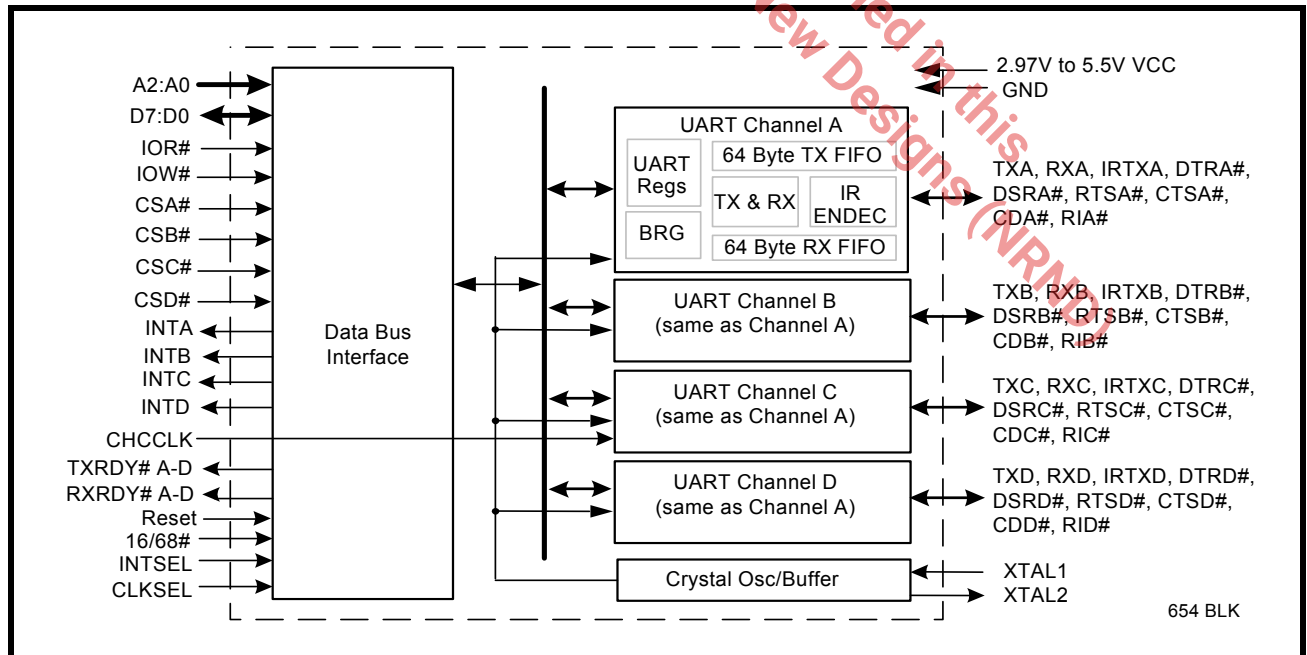 A2:A0
D7:D0
IOR#
IOW#
CSA#
CSB#
CSC#
CSD#
INTA
INTB
INTC
INTD
CHCCLK
TXRDY# A-D
RXRDY# A-D
Reset
16/68#
INTSEL
CLKSEL
Data Bus
Interface
UART Channel A
UART
Regs
BRG
64 Byte TX FIFO
TX & RX
IR
ENDEC
64 Byte RX FIFO
UART Channel B
(same as Channel A)
UART Channel C
(same as Channel A)
UART Channel D
(same as Channel A)
Crystal Osc/Buffer
2.97V to 5.5V VCC
GND
TXA, RXA, IRTXA, DTRA#,
DSRA#, RTSA#, CTSA#,
CDA#, RIA#
TXB, RXB, IRTXB, DTRB#,
DSRB#, RTSB#, CTSB#,
CDB#, RIB#
TXC, RXC, IRTXC, DTRC#,
DSRC#, RTSC#, CTSC#,
CDC#, RIC#
TXD, RXD, IRTXD, DTRD#,
DSRD#, RTSD#, CTSD#,
CDD#, RID#
XTAL1
XTAL2
654 BLK
in this
Designs (NRND)